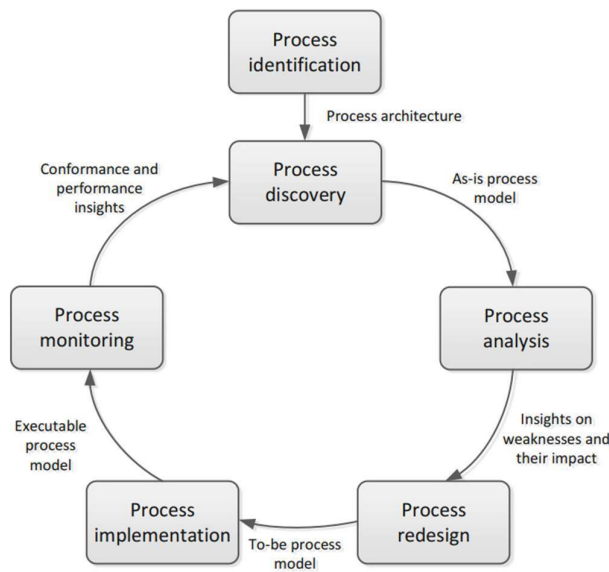 Process
identification
Process architecture
Process
discovery
As-is process
model
Process
analysis
Insights on
weaknesses and
their impact
Process
redesign
To-be process
model
Process
implementation
Executable
process
model
Process
monitoring
Conformance and
performance
insights